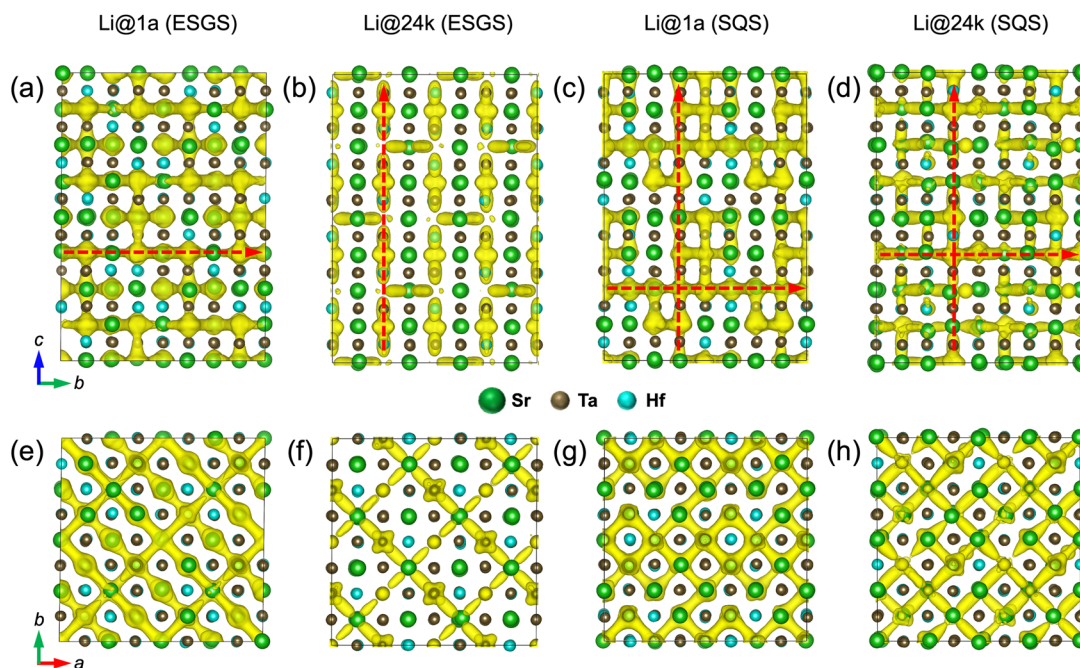 Li@1a (ESGS) Li@24k (ESGS) Li@1a (SQS) Li@24k (SQS)
(a) (b) (c) (d)
c
b
Sr Ta Hf
(e) (f) (g) (h)
b
a